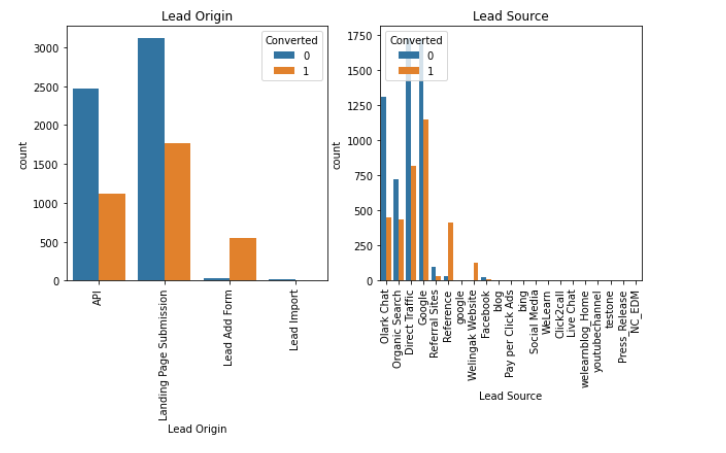 Lead Origin
3000
2500
2000
1500
1000
500
0
count
Converted
0
1
API
Landing Page Submission
Lead Add Form
Lead Import
Lead Origin
Lead Source
1750
1500
1250
1000
750
500
250
0
count
Converted
0
1
Olark Chat
Organic Search
Direct Traffic
Google
Referral Sites
Reference
google
Welingak Website
Facebook
blog
Pay per Click Ads
bing
Social Media
WeLearn
Click2call
Live Chat
welearnblog_Home
youtubechannel
testone
Press_Release
NC_EDM
Lead Source